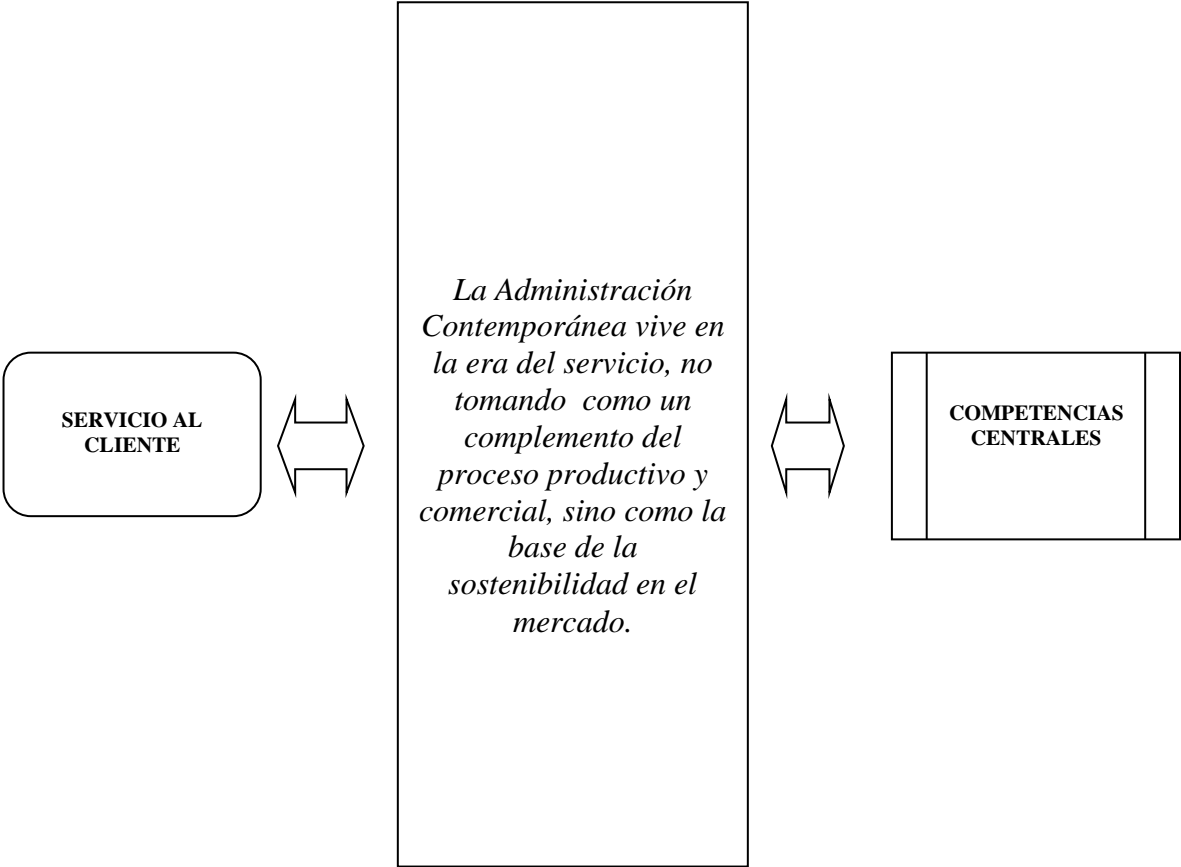 SERVICIO AL
CLIENTE
La Administración
Contemporánea vive en
la era del servicio, no
tomando como un
complemento del
proceso productivo y
comercial, sino como la
base de la
sostenibilidad en el
mercado.
COMPETENCIAS
CENTRALES